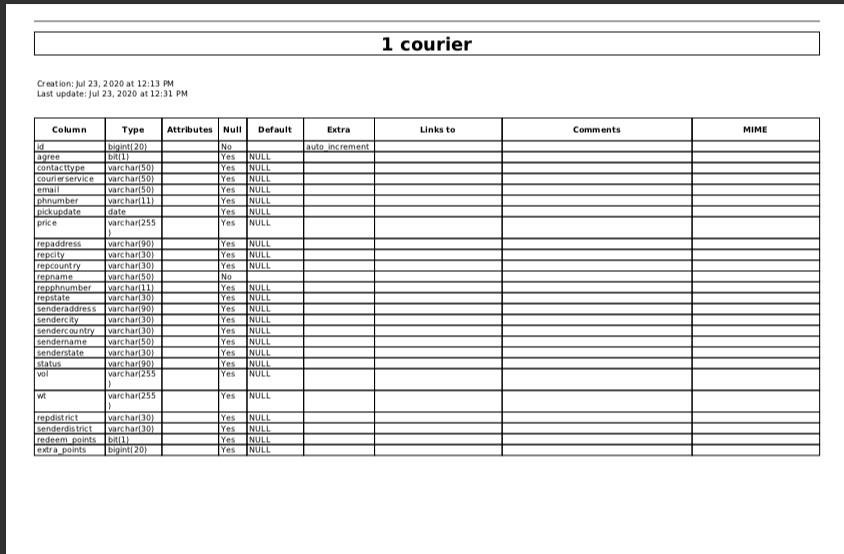 1 courier
Creation: Jul 23, 2020 at 12:13 PM
Last update: Jul 23, 2020 at 12:31 PM
Column Type Attributes Null Default Extra Links to Comments MIME
id bigint(20) No auto_increment
agree bit(1) Yes NULL
contacttype varchar(50) Yes NULL
courierservice varchar(50) Yes NULL
email varchar(50) Yes NULL
phnumber varchar(11) Yes NULL
pickupdate date Yes NULL
price varchar(255 Yes NULL
)
repaddress varchar(90) Yes NULL
repcity varchar(30) Yes NULL
repcountry varchar(30) Yes NULL
repname varchar(50) No
repphnumber varchar(11) Yes NULL
repstate varchar(30) Yes NULL
senderaddress varchar(90) Yes NULL
sendercity varchar(30) Yes NULL
sendercountry varchar(30) Yes NULL
sendername varchar(50) Yes NULL
senderstate varchar(30) Yes NULL
status varchar(90) Yes NULL
vol varchar(255 Yes NULL
)
wt varchar(255 Yes NULL
)
repdistrict varchar(30) Yes NULL
senderdistrict varchar(30) Yes NULL
redeem_points bit(1) Yes NULL
extra_points bigint(20) Yes NULL